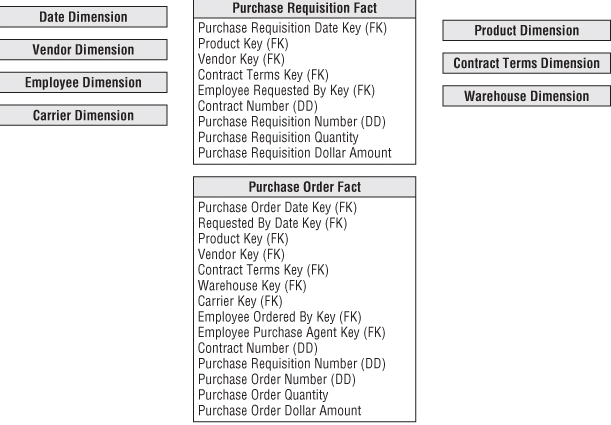 Date Dimension
Vendor Dimension
Employee Dimension
Carrier Dimension
Purchase Requisition Fact
Purchase Requisition Date Key (FK)
Product Key (FK)
Vendor Key (FK)
Contract Terms Key (FK)
Employee Requested By Key (FK)
Contract Number (DD)
Purchase Requisition Number (DD)
Purchase Requisition Quantity
Purchase Requisition Dollar Amount
Product Dimension
Contract Terms Dimension
Warehouse Dimension
Purchase Order Fact
Purchase Order Date Key (FK)
Requested By Date Key (FK)
Product Key (FK)
Vendor Key (FK)
Contract Terms Key (FK)
Warehouse Key (FK)
Carrier Key (FK)
Employee Ordered By Key (FK)
Employee Purchase Agent Key (FK)
Contract Number (DD)
Purchase Requisition Number (DD)
Purchase Order Number (DD)
Purchase Order Quantity
Purchase Order Dollar Amount